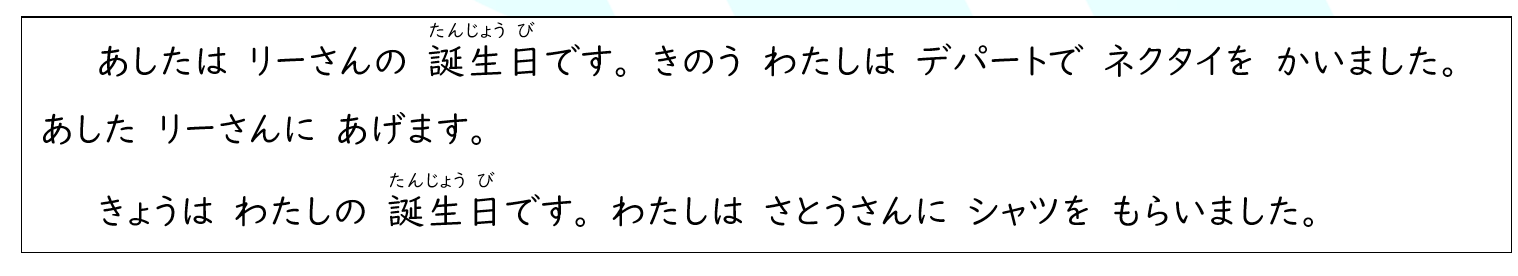 たんじょう び
あしたは リーさんの 誕生日です。きのう わたしは デパートで ネクタイを かいました。
あした リーさんに あげます。
たんじょう び
きょうは わたしの 誕生日です。わたしは さとうさんに シャツを もらいました。